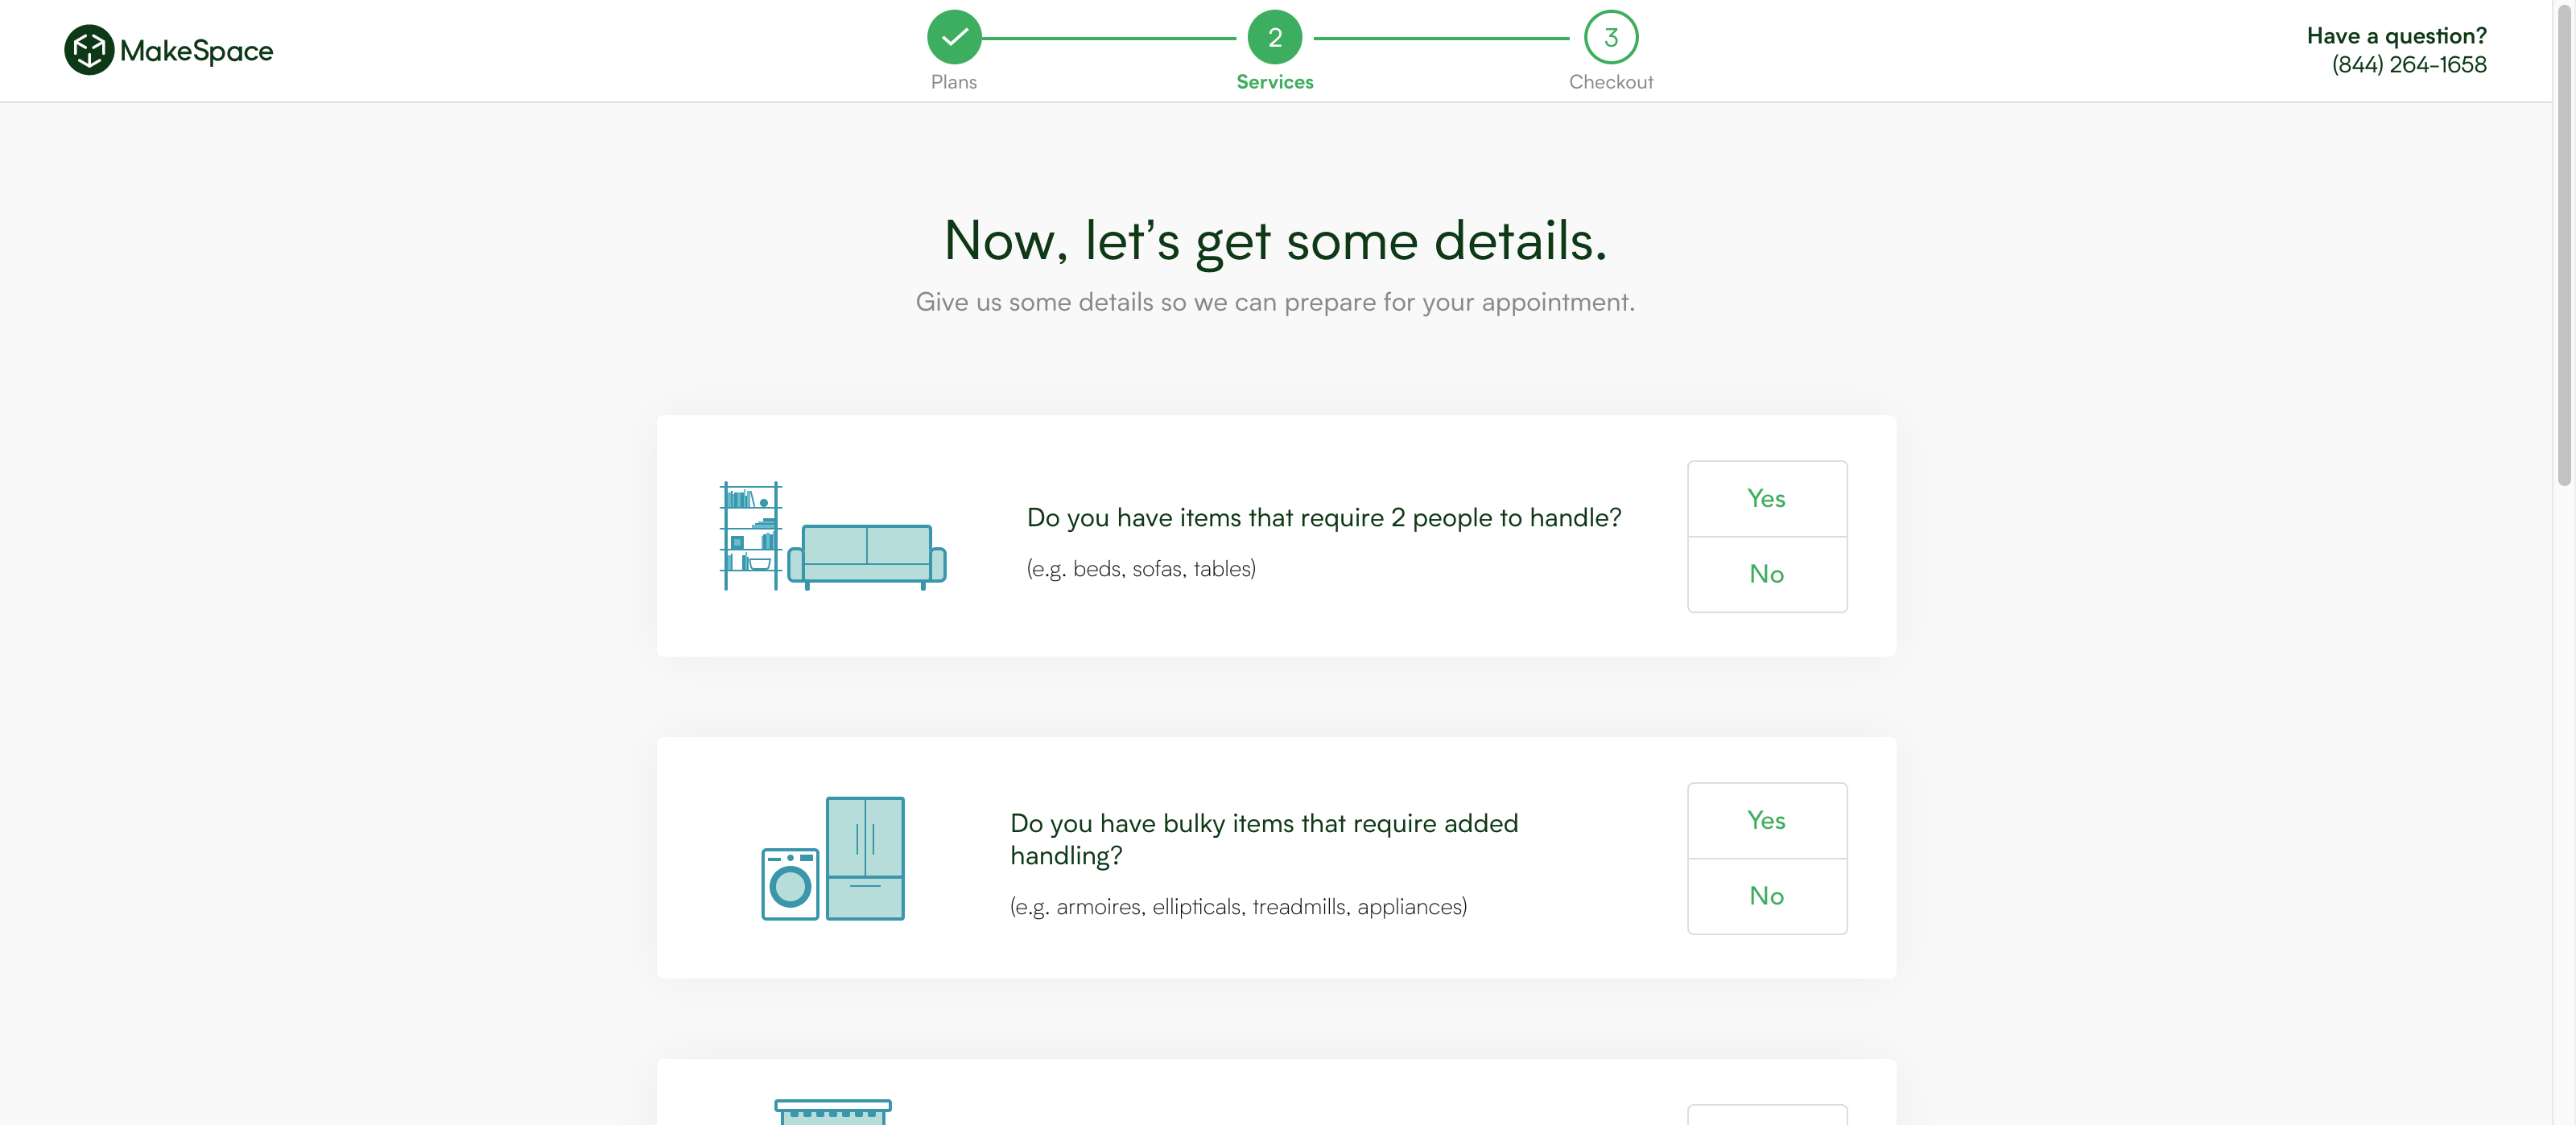 MakeSpace
Plans
2
Services
3
Checkout
Have a question?
(844) 264-1658
Now, let's get some details.
Give us some details so we can prepare for your appointment.
Do you have items that require 2 people to handle?
(e.g. beds, sofas, tables)
Yes
No
Do you have bulky items that require added
handling?
(e.g. armoires, ellipticals, treadmills, appliances)
Yes
No